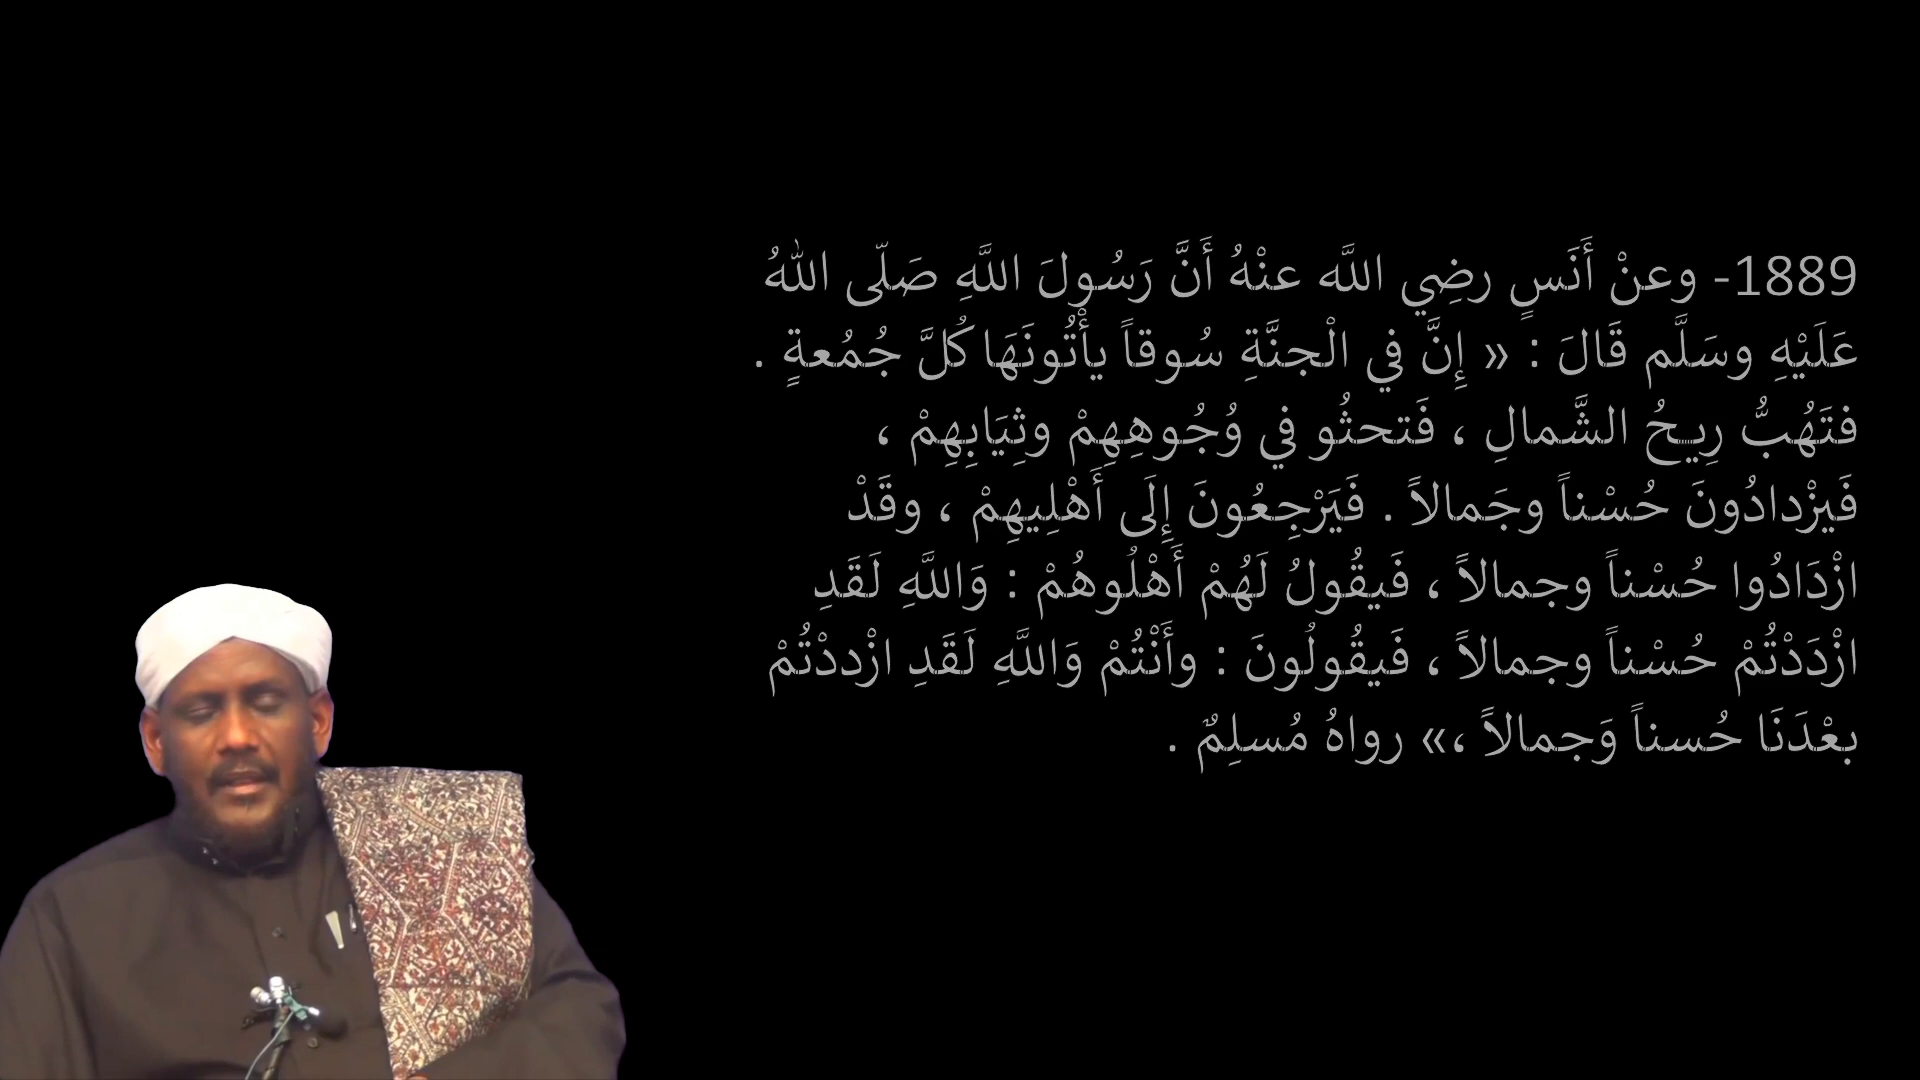 1889- وعنْ أَنَسٍ رضِي اللَّه عنْهُ أَنَّ رَسُولَ اللَّهِ صَلّى اللهُ
عَلَيْهِ وسَلَّم قَالَ : « إِنَّ في الْجنَّةِ سُوقاً يأْتُونَهَا كُلَّ جُمُعةٍ .
فتَهُبُّ رِيحُ الشَّمالِ ، فَتحثُو في وُجُوهِهِمْ وثِيَابِهِمْ ،
فَيزْدادُونَ حُسْناً وجَمالاً . فَيَرْجِعُونَ إِلَى أَهْلِيهِمْ ، وقَدْ
ازْدَادُوا حُسْناً وجمالاً ، فَيقُولُ لَهُمْ أَهْلُوهُمْ : وَاللَّهِ لَقَدِ
ازْدَدْتُمْ حُسْناً وجمالاً ، فَيقُولُونَ : وأَنْتُمْ وَاللَّهِ لَقَدِ ازْددْتُمْ
بعْدَنَا حُسناً وَجمالاً ،» رواهُ مُسلِمٌ .